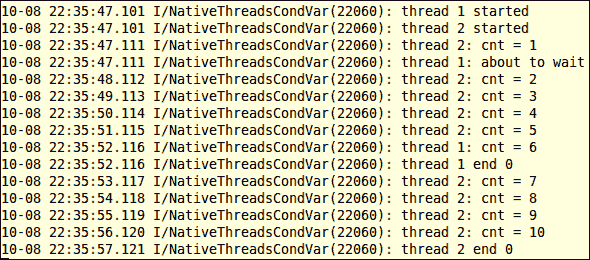 10-08 22:35:47.101 I/NativeThreadsCondVar(22060): thread 1 started
10-08 22:35:47.101 I/NativeThreadsCondVar(22060): thread 2 started
10-08 22:35:47.111 I/NativeThreadsCondVar(22060): thread 2: cnt = 1
10-08 22:35:47.111 I/NativeThreadsCondVar(22060): thread 1: about to wait
10-08 22:35:48.112 I/NativeThreadsCondVar(22060): thread 2: cnt = 2
10-08 22:35:49.113 I/NativeThreadsCondVar(22060): thread 2: cnt = 3
10-08 22:35:50.114 I/NativeThreadsCondVar(22060): thread 2: cnt = 4
10-08 22:35:51.115 I/NativeThreadsCondVar(22060): thread 2: cnt = 5
10-08 22:35:52.116 I/NativeThreadsCondVar(22060): thread 1: cnt = 6
10-08 22:35:52.116 I/NativeThreadsCondVar(22060): thread 1 end 0
10-08 22:35:53.117 I/NativeThreadsCondVar(22060): thread 2: cnt = 7
10-08 22:35:54.118 I/NativeThreadsCondVar(22060): thread 2: cnt = 8
10-08 22:35:55.119 I/NativeThreadsCondVar(22060): thread 2: cnt = 9
10-08 22:35:56.120 I/NativeThreadsCondVar(22060): thread 2: cnt = 10
10-08 22:35:57.121 I/NativeThreadsCondVar(22060): thread 2 end 0